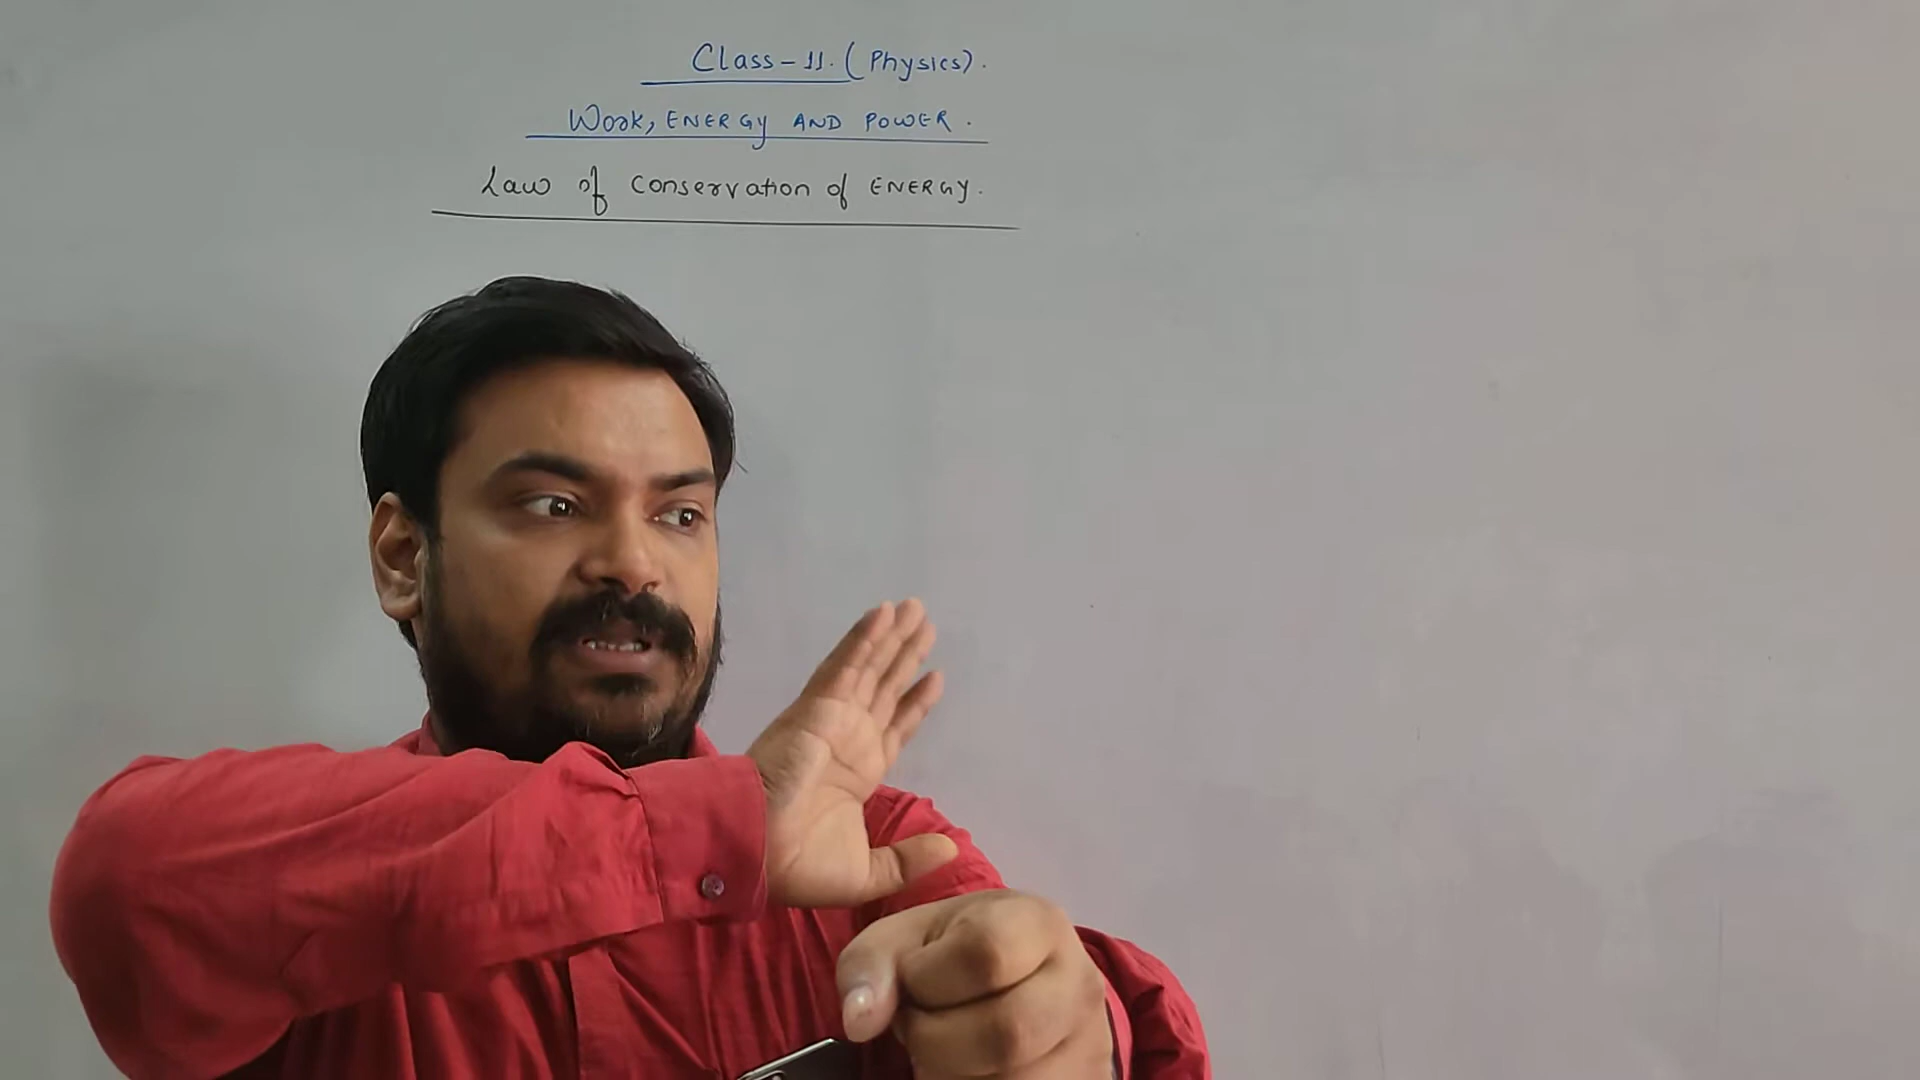 Class-11. (Physics).
Work, ENERGY AND POWER.
Law of Conservation of ENERGY.